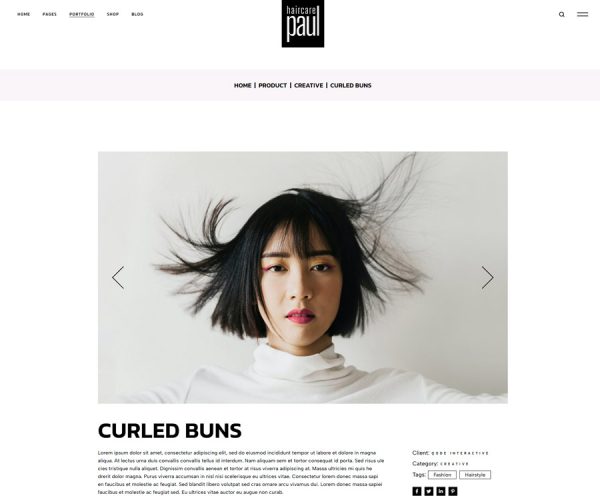 HOME PAGES PORTFOLIO SHOP BLOG
haircare
paul
HOME | PRODUCT | CREATIVE | CURLED BUNS
CURLED BUNS
Lorem ipsum dolor sit amet, consectetur adipiscing elit, sed do eiusmod incididunt tempor ut labore et dolore in magna
aliqua. At lectus urna duis convallis convallis tellus id interdum. Nam aliquam sem et tortor consequat id porta. Sed risus ule
cies tristique nulla aliquet. Dignissim convallis aenean et tortor at risus viverra adipiscing at. Massa ultricies mi quis he
drerit dolor magna. Purus viverra accumsan in nisl nisi scelerisque eu ultrices vitae. Lorem donec massa sapi
en faucibus et molestie ac feugiat. Sed blandit libero volutpat sed cras ornare arcu vivamus dui. Lorem donec massa sapier
faucibus et molestie ac feugiat. Eu ultrices vitae auctor eu augue non curab.
Client: QODE INTERACTIVE
Category: CREATIVE
Tags: Fashion Hairstyle